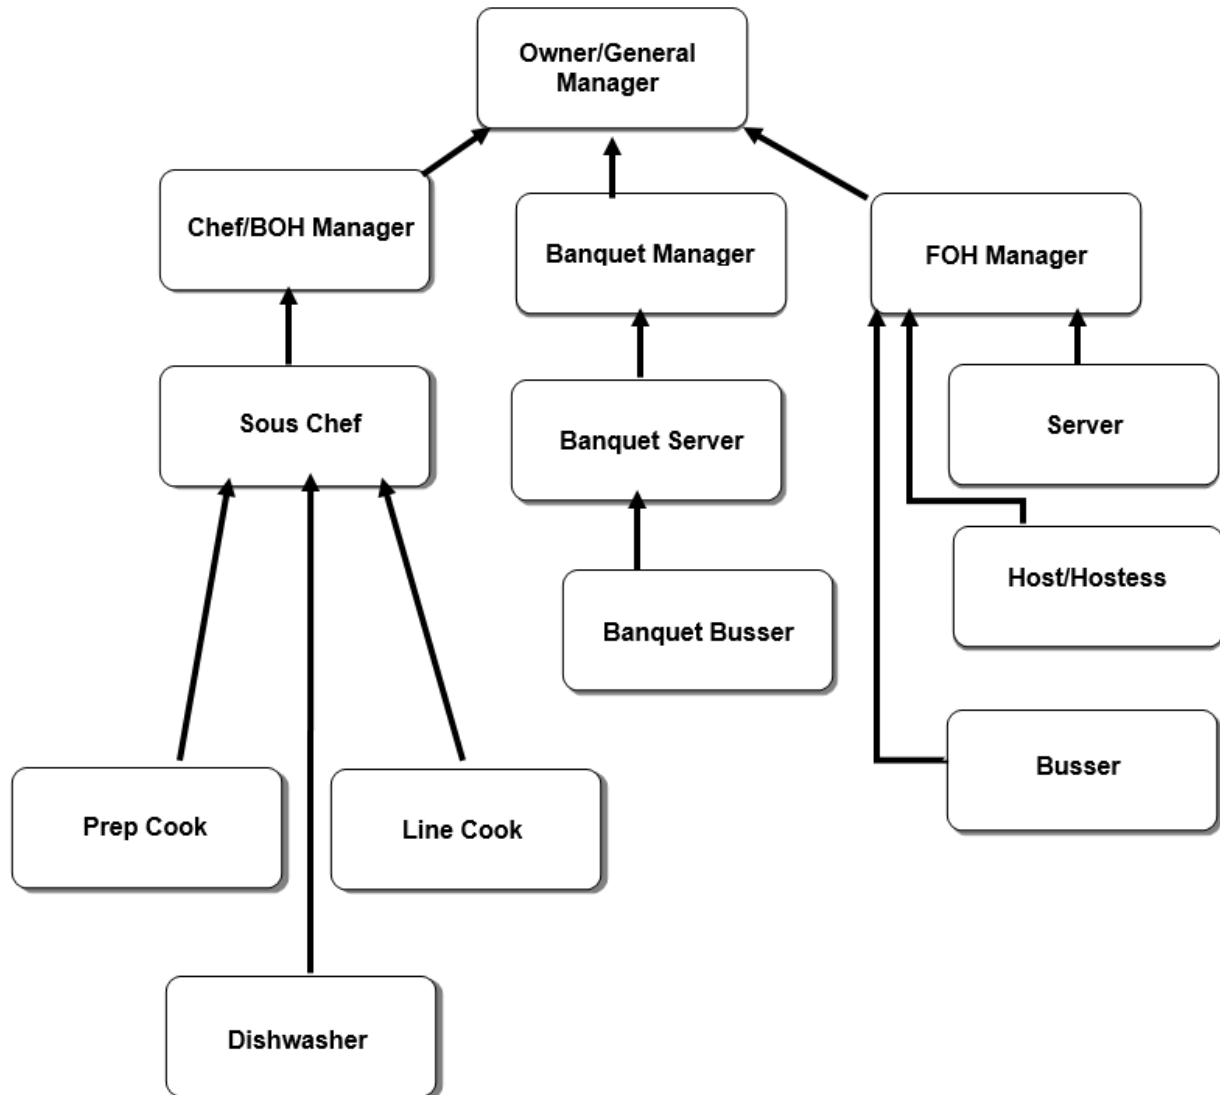 Owner/General
Manager
Chef/BOH Manager
Banquet Manager
FOH Manager
Sous Chef
Banquet Server
Server
Host/Hostess
Banquet Busser
Busser
Prep Cook
Line Cook
Dishwasher